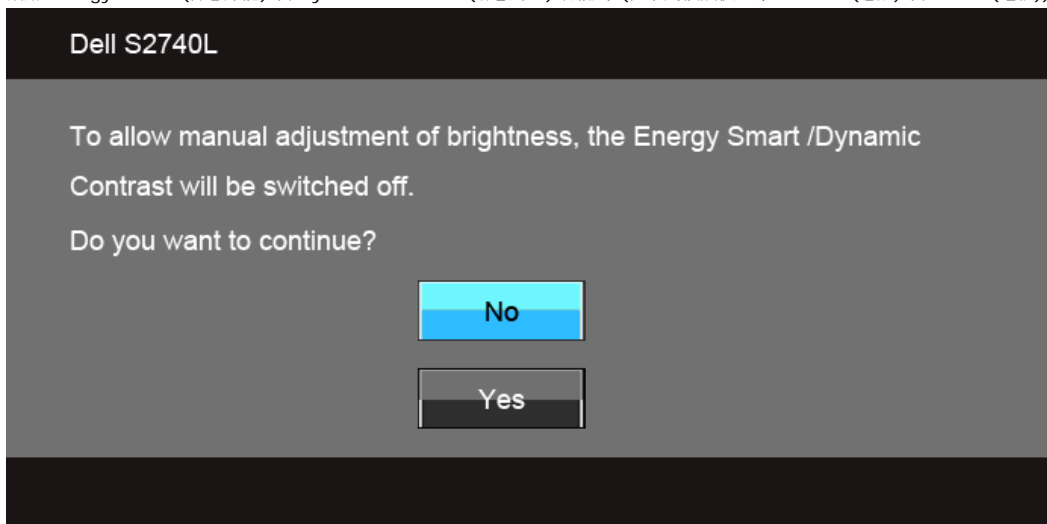 Dell S2740L
To allow manual adjustment of brightness, the Energy Smart /Dynamic
Contrast will be switched off.
Do you want to continue?
No
Yes